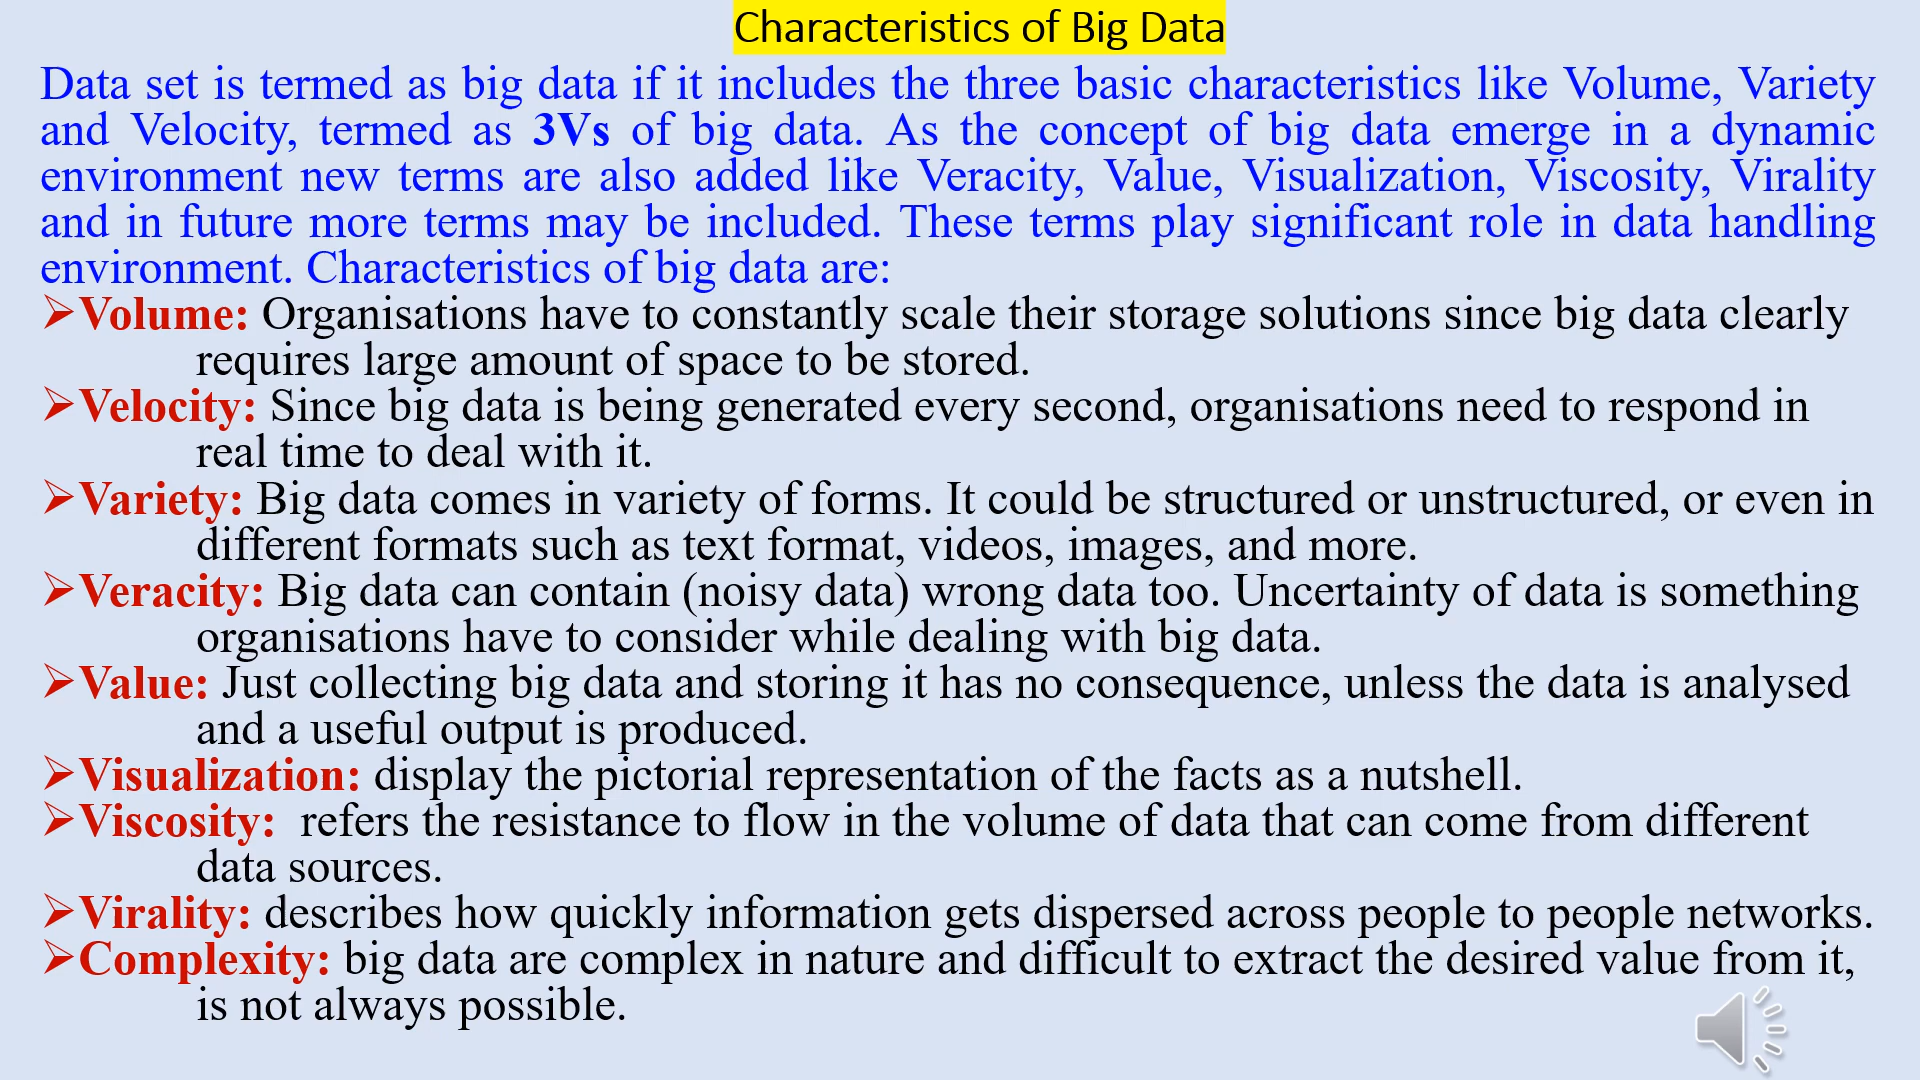 Characteristics of Big Data
Data set is termed as big data if it includes the three basic characteristics like Volume, Variety
and Velocity, termed as 3Vs of big data. As the concept of big data emerge in a dynamic
environment new terms are also added like Veracity, Value, Visualization, Viscosity, Virality
and in future more terms may be included. These terms play significant role in data handling
environment. Characteristics of big data are:
➢Volume: Organisations have to constantly scale their storage solutions since big data clearly
requires large amount of space to be stored.
➢Velocity: Since big data is being generated every second, organisations need to respond in
real time to deal with it.
➢Variety: Big data comes in variety of forms. It could be structured or unstructured, or even in
different formats such as text format, videos, images, and more.
➢Veracity: Big data can contain (noisy data) wrong data too. Uncertainty of data is something
organisations have to consider while dealing with big data.
➢Value: Just collecting big data and storing it has no consequence, unless the data is analysed
and a useful output is produced.
➢Visualization: display the pictorial representation of the facts as a nutshell.
➢Viscosity: refers the resistance to flow in the volume of data that can come from different
data sources.
➢Virality: describes how quickly information gets dispersed across people to people networks.
➢Complexity: big data are complex in nature and difficult to extract the desired value from it,
is not always possible.